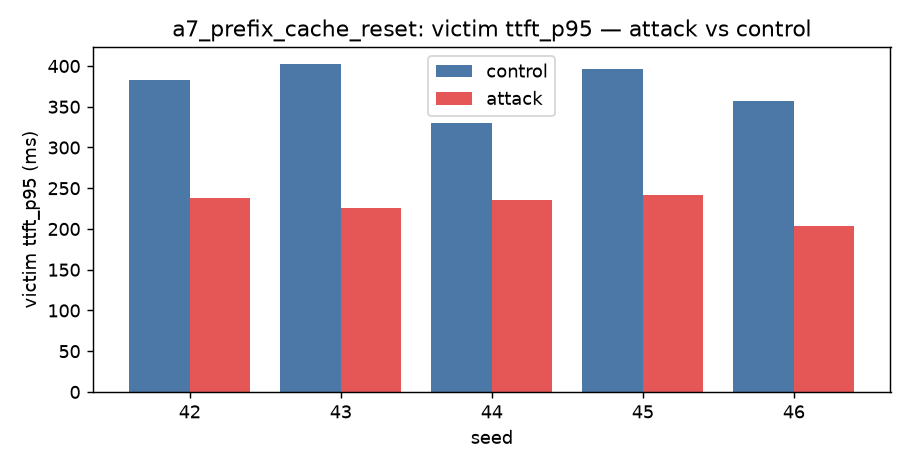 a7_prefix_cache_reset: victim ttft_p95 — attack vs control
victim ttft_p95 (ms)
400
350
300
250
200
150
100
50
0
control
attack
42
43
44
45
46
seed